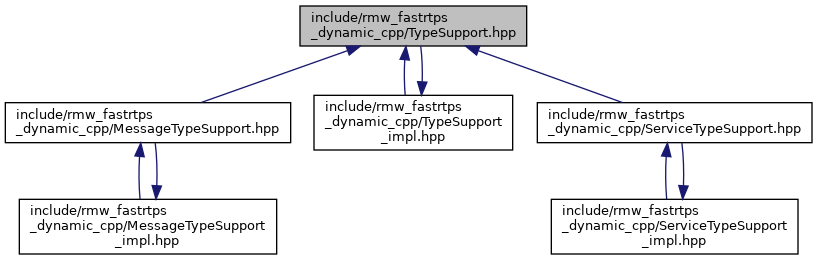 include/rmw_fastrtps
_dynamic_cpp/TypeSupport.hpp
include/rmw_fastrtps
_dynamic_cpp/MessageTypeSupport.hpp
include/rmw_fastrtps
_dynamic_cpp/TypeSupport
_impl.hpp
include/rmw_fastrtps
_dynamic_cpp/ServiceTypeSupport.hpp
include/rmw_fastrtps
_dynamic_cpp/MessageTypeSupport
_impl.hpp
include/rmw_fastrtps
_dynamic_cpp/ServiceTypeSupport
_impl.hpp